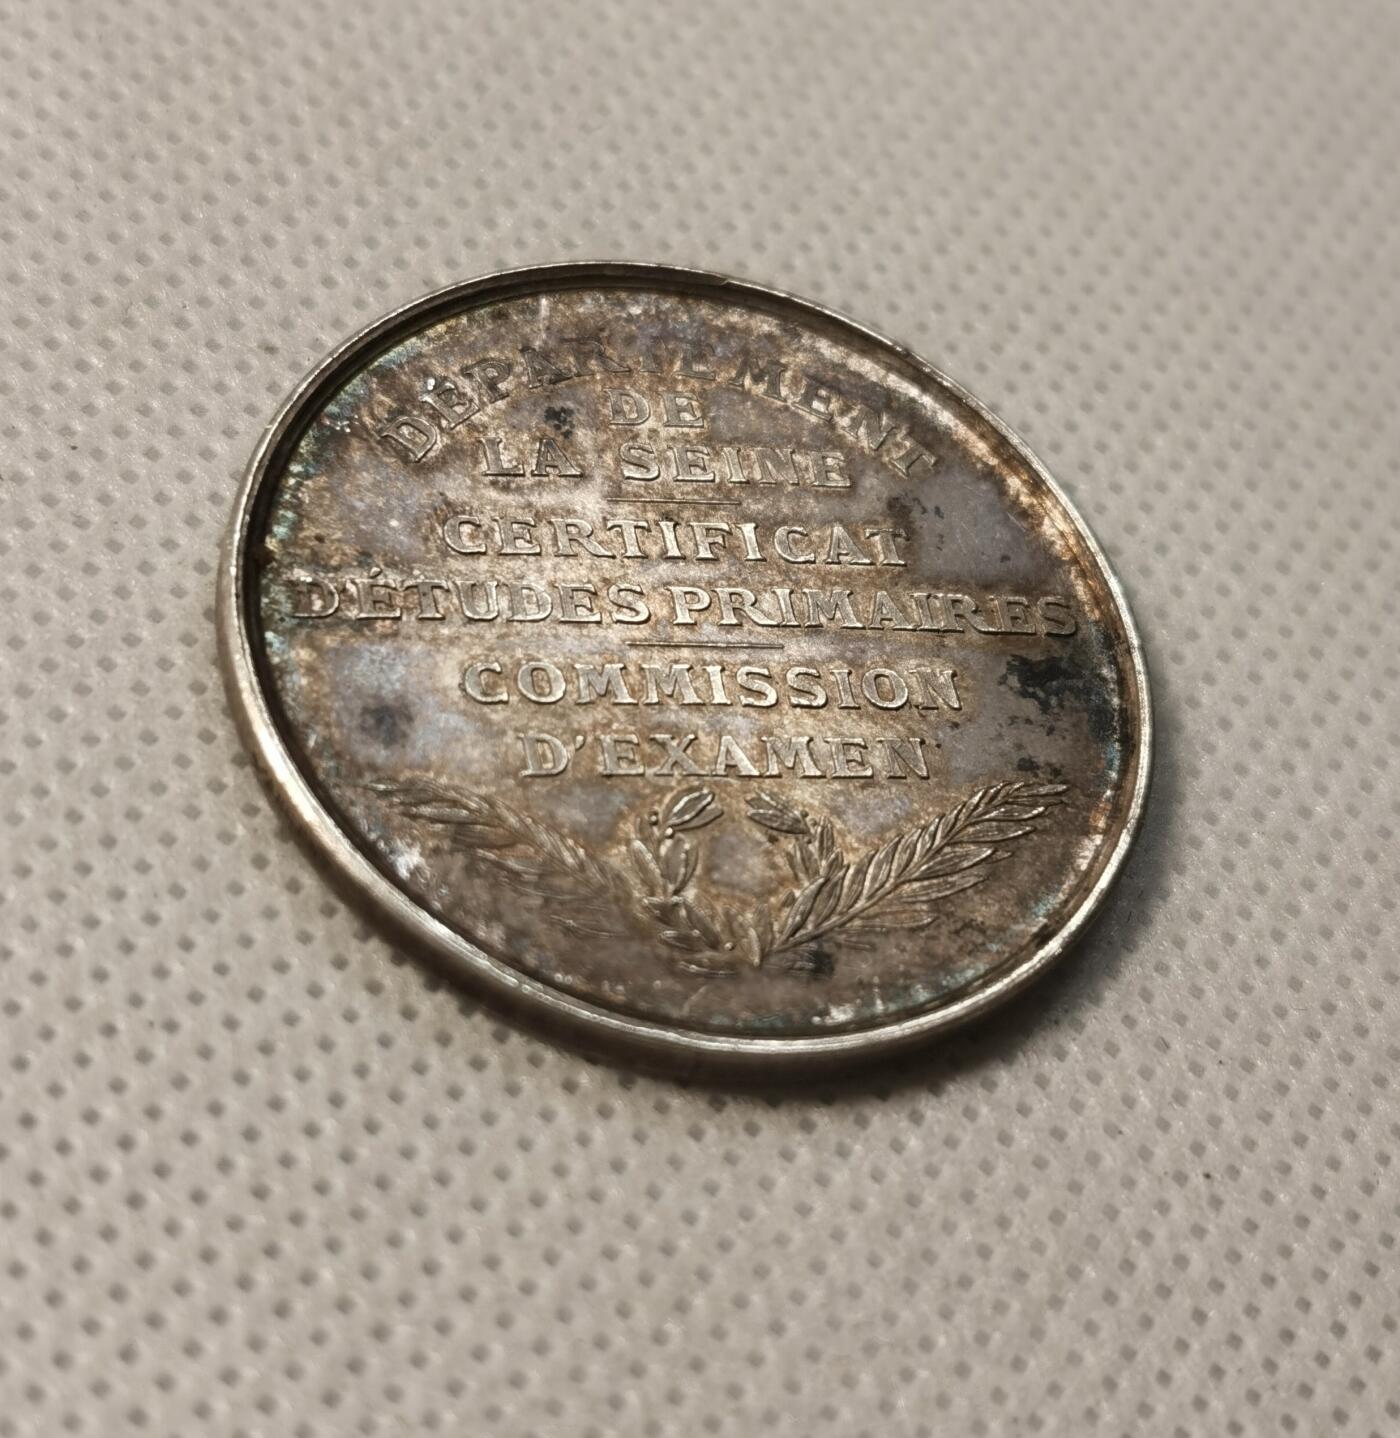 DÉPARTEMENT
DE
LA SEINE
CERTIFICAT
D'ÉTUDES PRIMAIRES
COMMISSION
D'EXAMEN